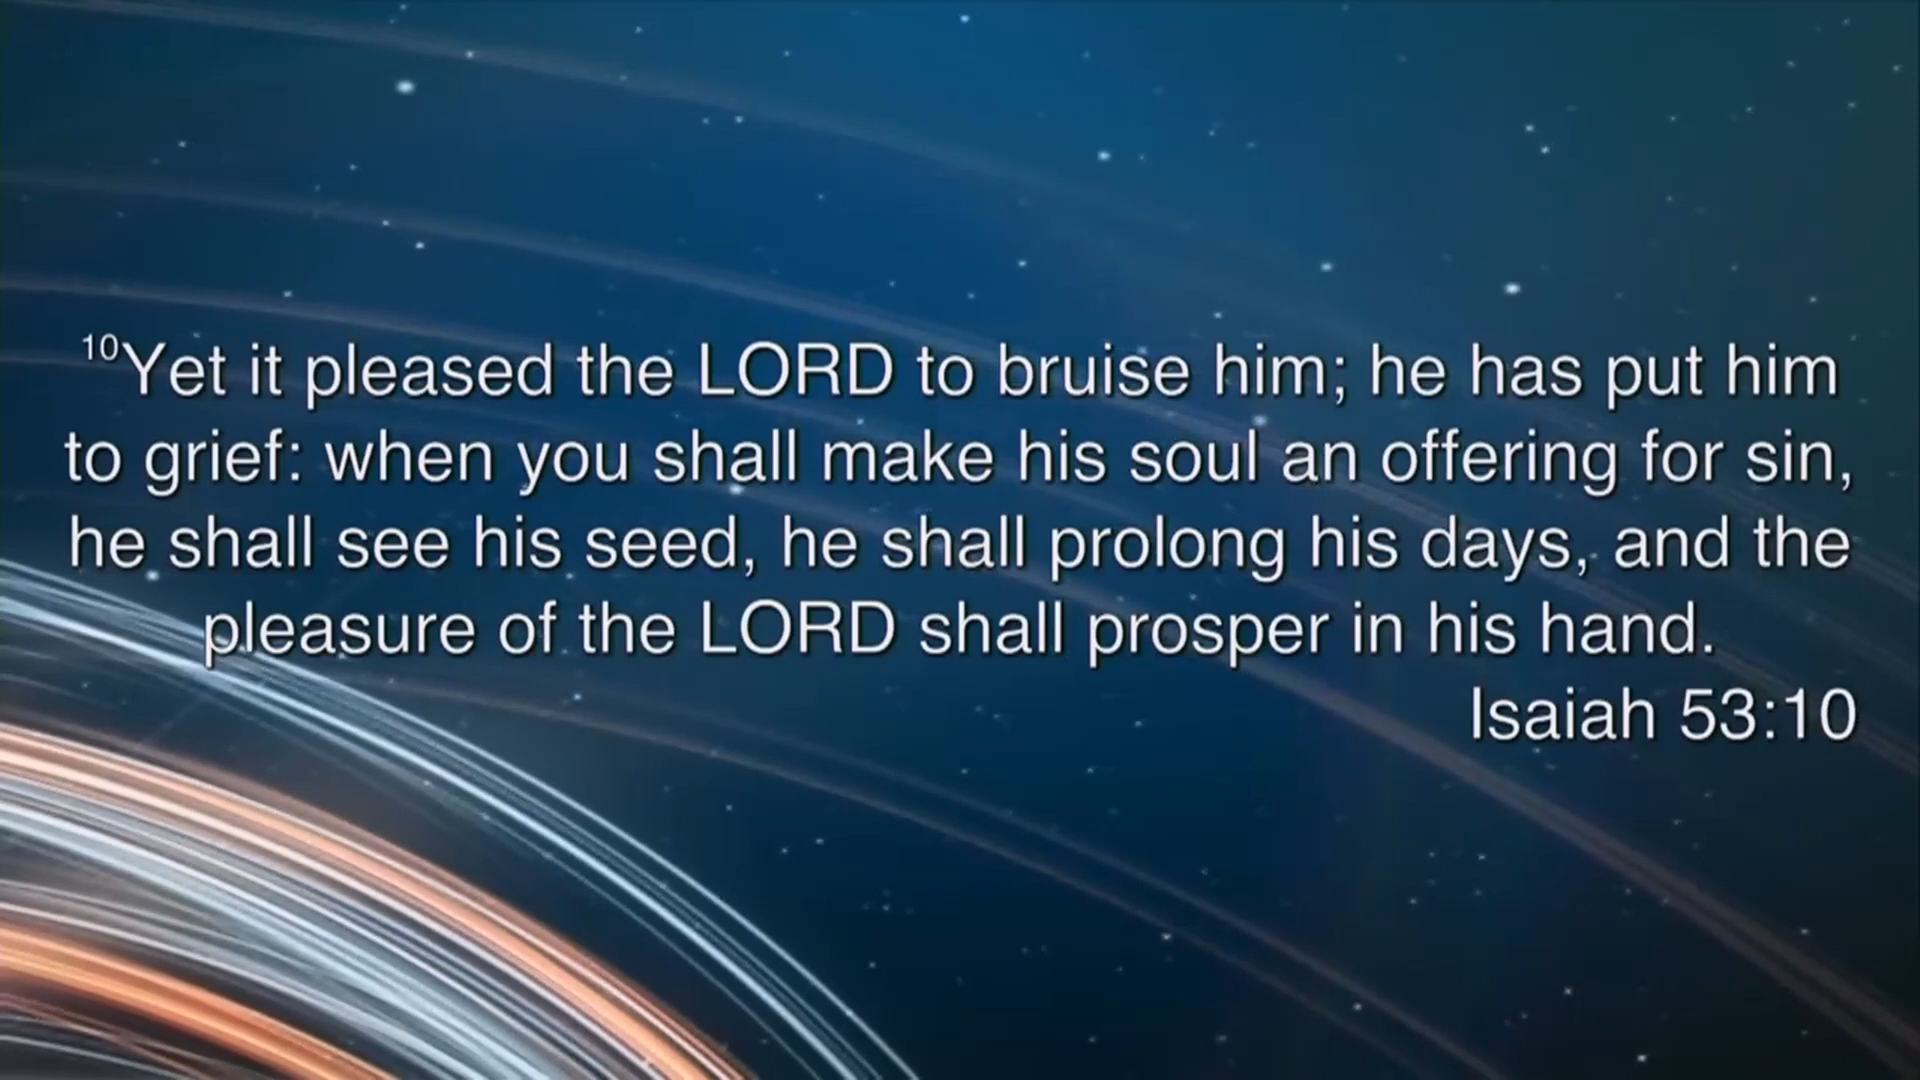 10Yet it pleased the LORD to bruise him; he has put him
to grief: when you shall make his soul an offering for sin,
he shall see his seed, he shall prolong his days, and the
pleasure of the LORD shall prosper in his hand.
Isaiah 53:10